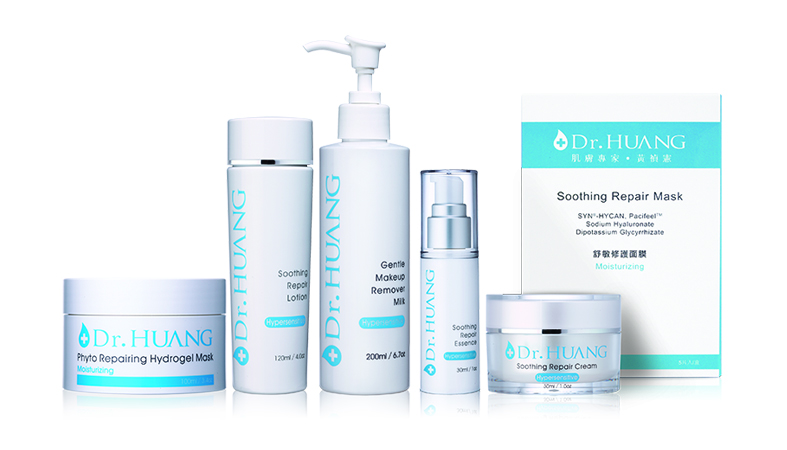 Dr.HUANG
Phyto Repairing Hydrogel Mask
Moisturizing
Dr.HUANG
Soothing
Repair
Lotion
Hypersensitive
120ml / 4.0oz
Dr.HUANG
Gentle
Makeup
Remover
Milk
Hypersensitive
200ml / 6.7oz
Dr.HUANG
Soothing
Repair
Essence
Hypersensitive
30ml / 1oz
Dr.HUANG
Soothing Repair Cream
Hypersensitive
30ml / 1.0oz
Dr.HUANG
肌膚專家・黃柏憲
Soothing Repair Mask
SYN®-HYCAN, Pacifeel™
Sodium Hyaluronate
Dipotassium Glycyrrhizate
舒敏修護面膜
Moisturizing